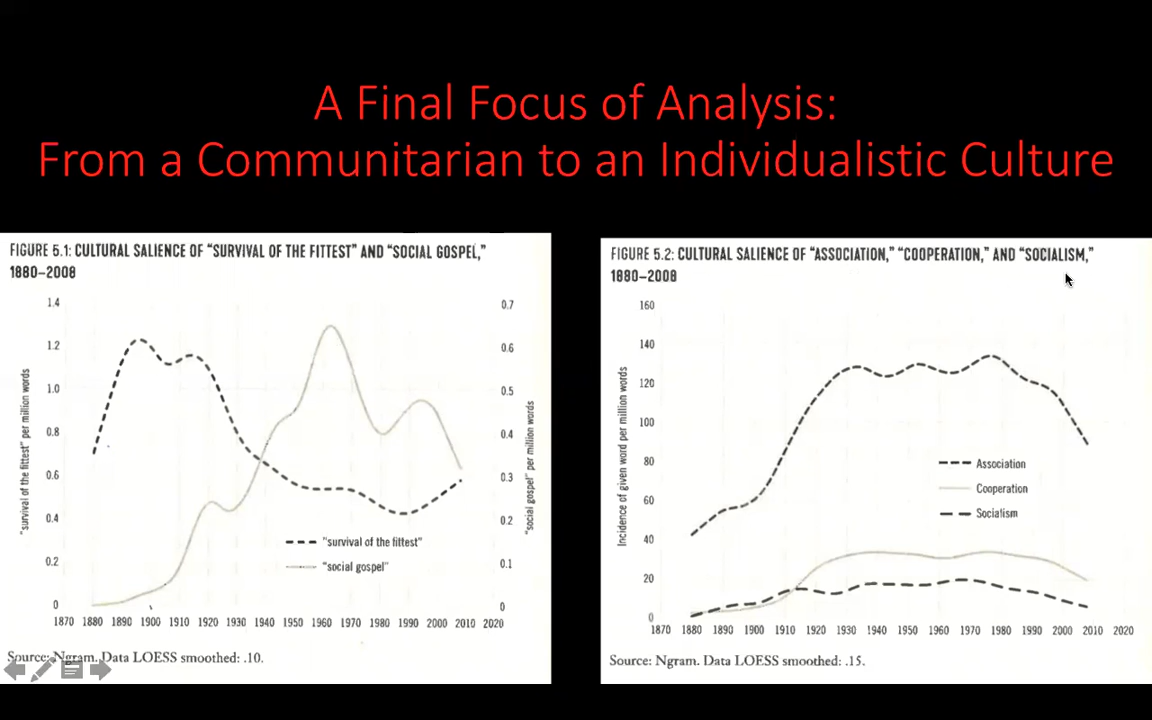 A Final Focus of Analysis:
From a Communitarian to an Individualistic Culture
FIGURE 5.1: CULTURAL SALIENCE OF “SURVIVAL OF THE FITTEST” AND “SOCIAL GOSPEL,”
1880–2008
1.4
1.2
1.0
0.8
0.6
0.4
0.2
0
"survival of the fittest" per million words
0.7
0.6
0.5
0.4
0.3
0.2
0.1
0
"social gospel" per million words
"survival of the fittest"
"social gospel"
1870 1880 1890 1900 1910 1920 1930 1940 1950 1960 1970 1980 1990 2000 2010 2020
Source: Ngram. Data LOESS smoothed: .10.
FIGURE 5.2: CULTURAL SALIENCE OF “ASSOCIATION,” “COOPERATION,” AND “SOCIALISM,”
1880–2008
160
140
120
100
80
60
40
20
0
Incidence of given word per million words
Association
Cooperation
Socialism
1870 1880 1890 1900 1910 1920 1930 1940 1950 1960 1970 1980 1990 2000 2010 2020
Source: Ngram. Data LOESS smoothed: .15.